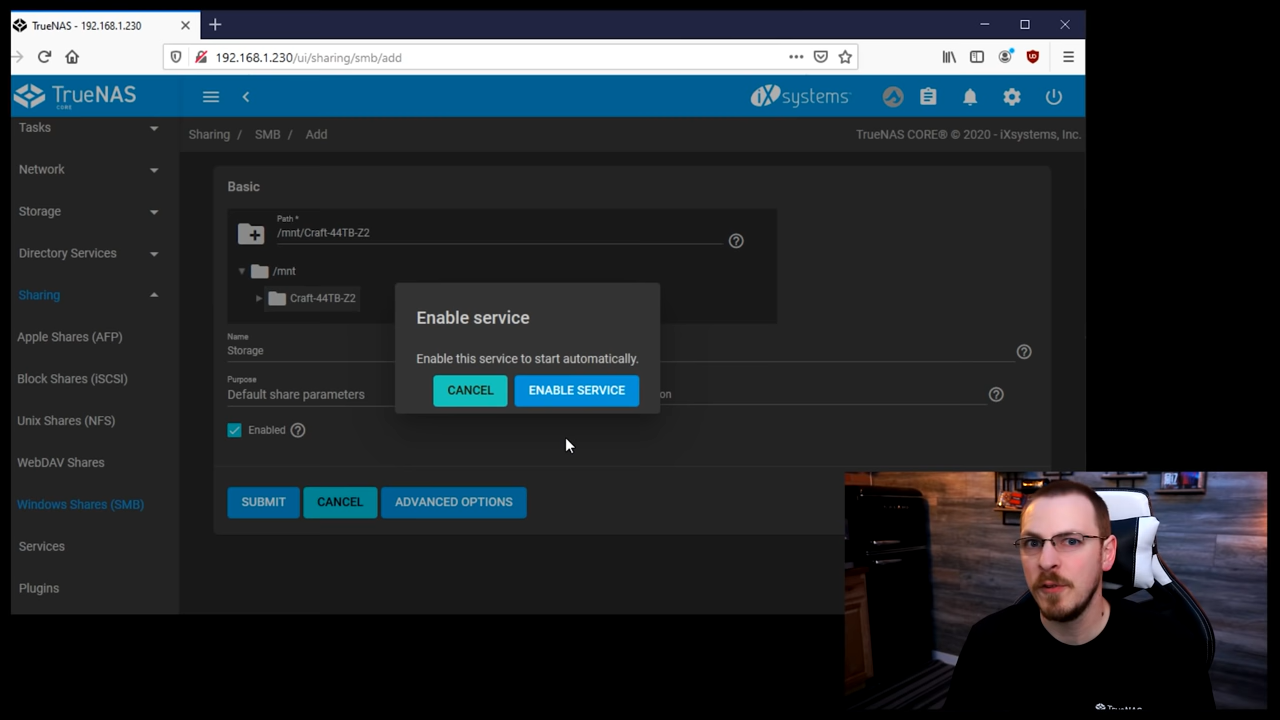 TrueNAS - 192.168.1.230
192.168.1.230/ui/sharing/smb/add
TrueNAS
CORE
iXsystems
Tasks
Network
Storage
Directory Services
Sharing
Apple Shares (AFP)
Block Shares (iSCSI)
Unix Shares (NFS)
WebDAV Shares
Windows Shares (SMB)
Services
Plugins
Sharing / SMB / Add
TrueNAS CORE® © 2020 - iXsystems, Inc.
Basic
Path *
/mnt/Craft-44TB-Z2
/mnt
Craft-44TB-Z2
Name
Storage
Purpose
Default share parameters
on
Enabled
SUBMIT CANCEL ADVANCED OPTIONS
Enable service
Enable this service to start automatically.
CANCEL ENABLE SERVICE
TrueNAS